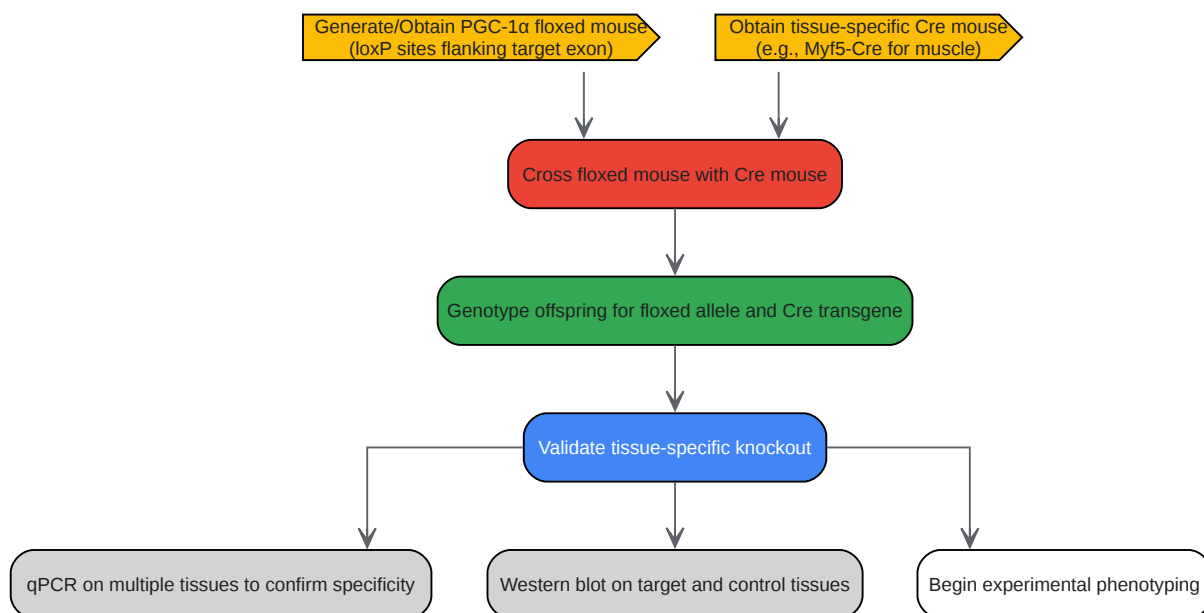 Generate/Obtain PGC-1α floxed mouse
(loxP sites flanking target exon)
Obtain tissue-specific Cre mouse
(e.g., Myf5-Cre for muscle)
Cross floxed mouse with Cre mouse
Genotype offspring for floxed allele and Cre transgene
Validate tissue-specific knockout
qPCR on multiple tissues to confirm specificity
Western blot on target and control tissues
Begin experimental phenotyping